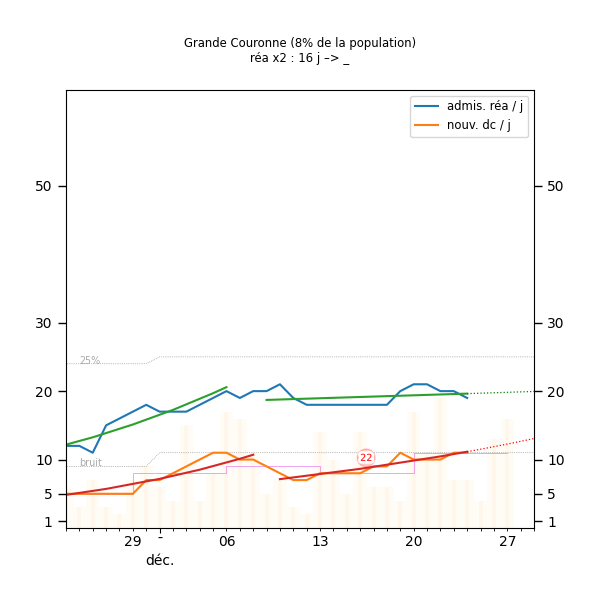 Grande Couronne (8% de la population)
réa x2 : 16 j –> _
admis. réa / j
nouv. dc / j
50 50
30 30
25%
20 20
10 10
bruit
22
5 5
1 1
29 - 06 13 20 27
déc.